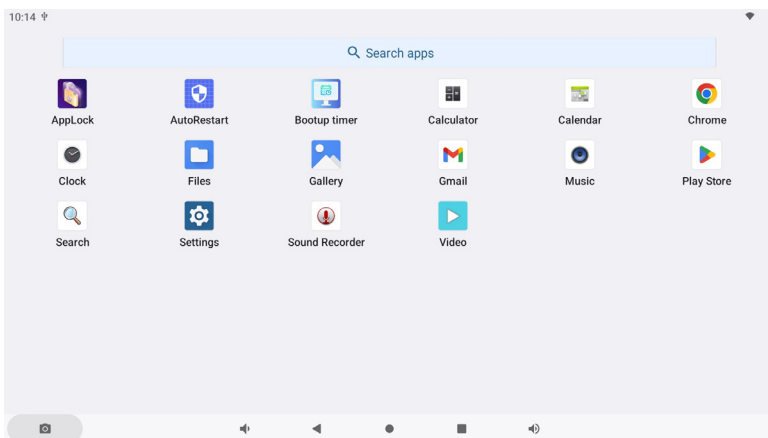 10:14
Search apps
AppLock AutoRestart Bootup timer Calculator Calendar Chrome
Clock Files Gallery Gmail Music Play Store
Search Settings Sound Recorder Video